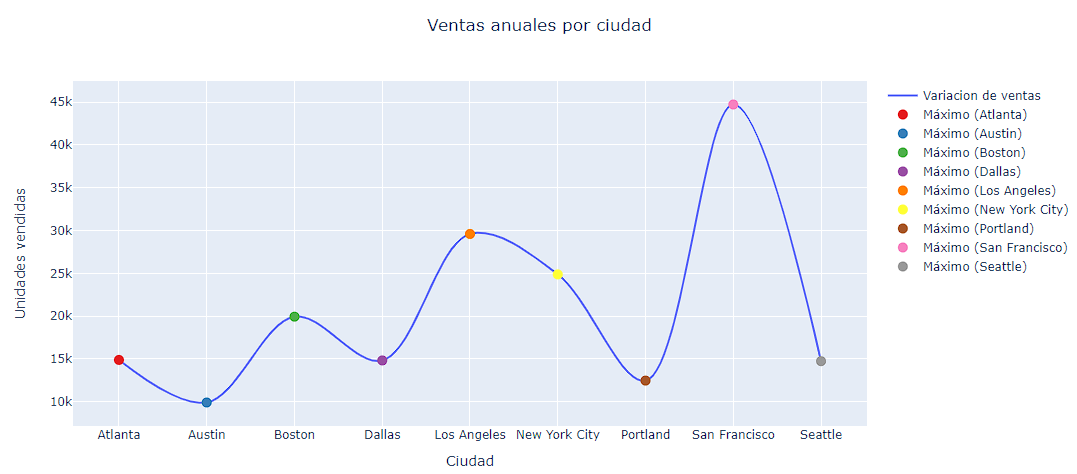 Ventas anuales por ciudad
Unidades vendidas
45k
40k
35k
30k
25k
20k
15k
10k
Atlanta
Austin
Boston
Dallas
Los Angeles
New York City
Portland
San Francisco
Seattle
Ciudad
Variacion de ventas
Máximo (Atlanta)
Máximo (Austin)
Máximo (Boston)
Máximo (Dallas)
Máximo (Los Angeles)
Máximo (New York City)
Máximo (Portland)
Máximo (San Francisco)
Máximo (Seattle)